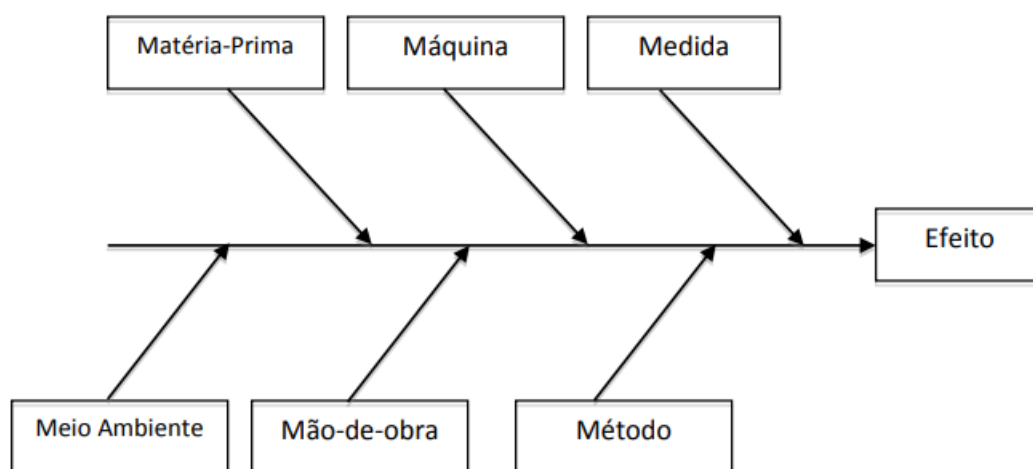 Matéria-Prima
Máquina
Medida
Efeito
Meio Ambiente
Mão-de-obra
Método